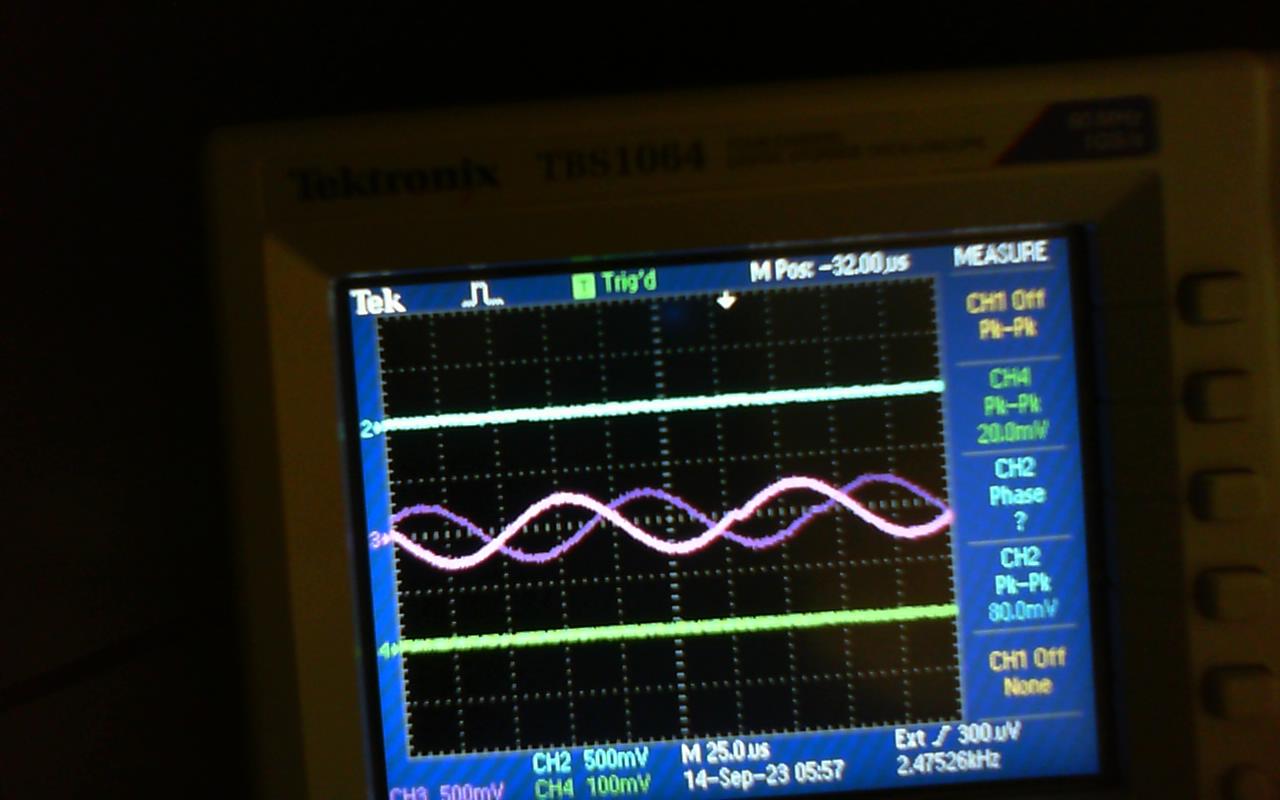 Tektronix TBS1064
Tek Trig'd M Pos: -32.00µs MEASURE
CH1 Off
Pk-Pk
CH4
Pk-Pk
20.0mV
CH2
Phase
?
CH2
Pk-Pk
80.0mV
CH1 Off
None
2
3
4
CH2 500mV M 25.0µs Ext 300µV
CH3 500mV CH4 100mV 14-Sep-23 05:57 2.47526kHz